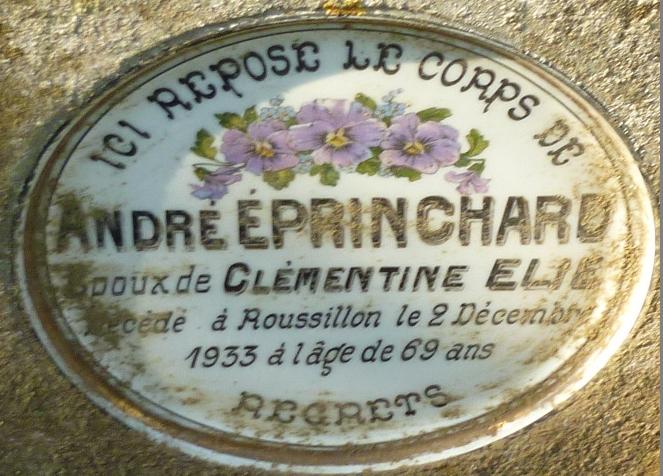 ICI REPOSE LE CORPS DE
ANDRÉ ÉPRINCHARD
Époux de CLÉMENTINE ELIE
Décédé à Roussillon le 2 Décembre
1933 à l âge de 69 ans
REGRETS